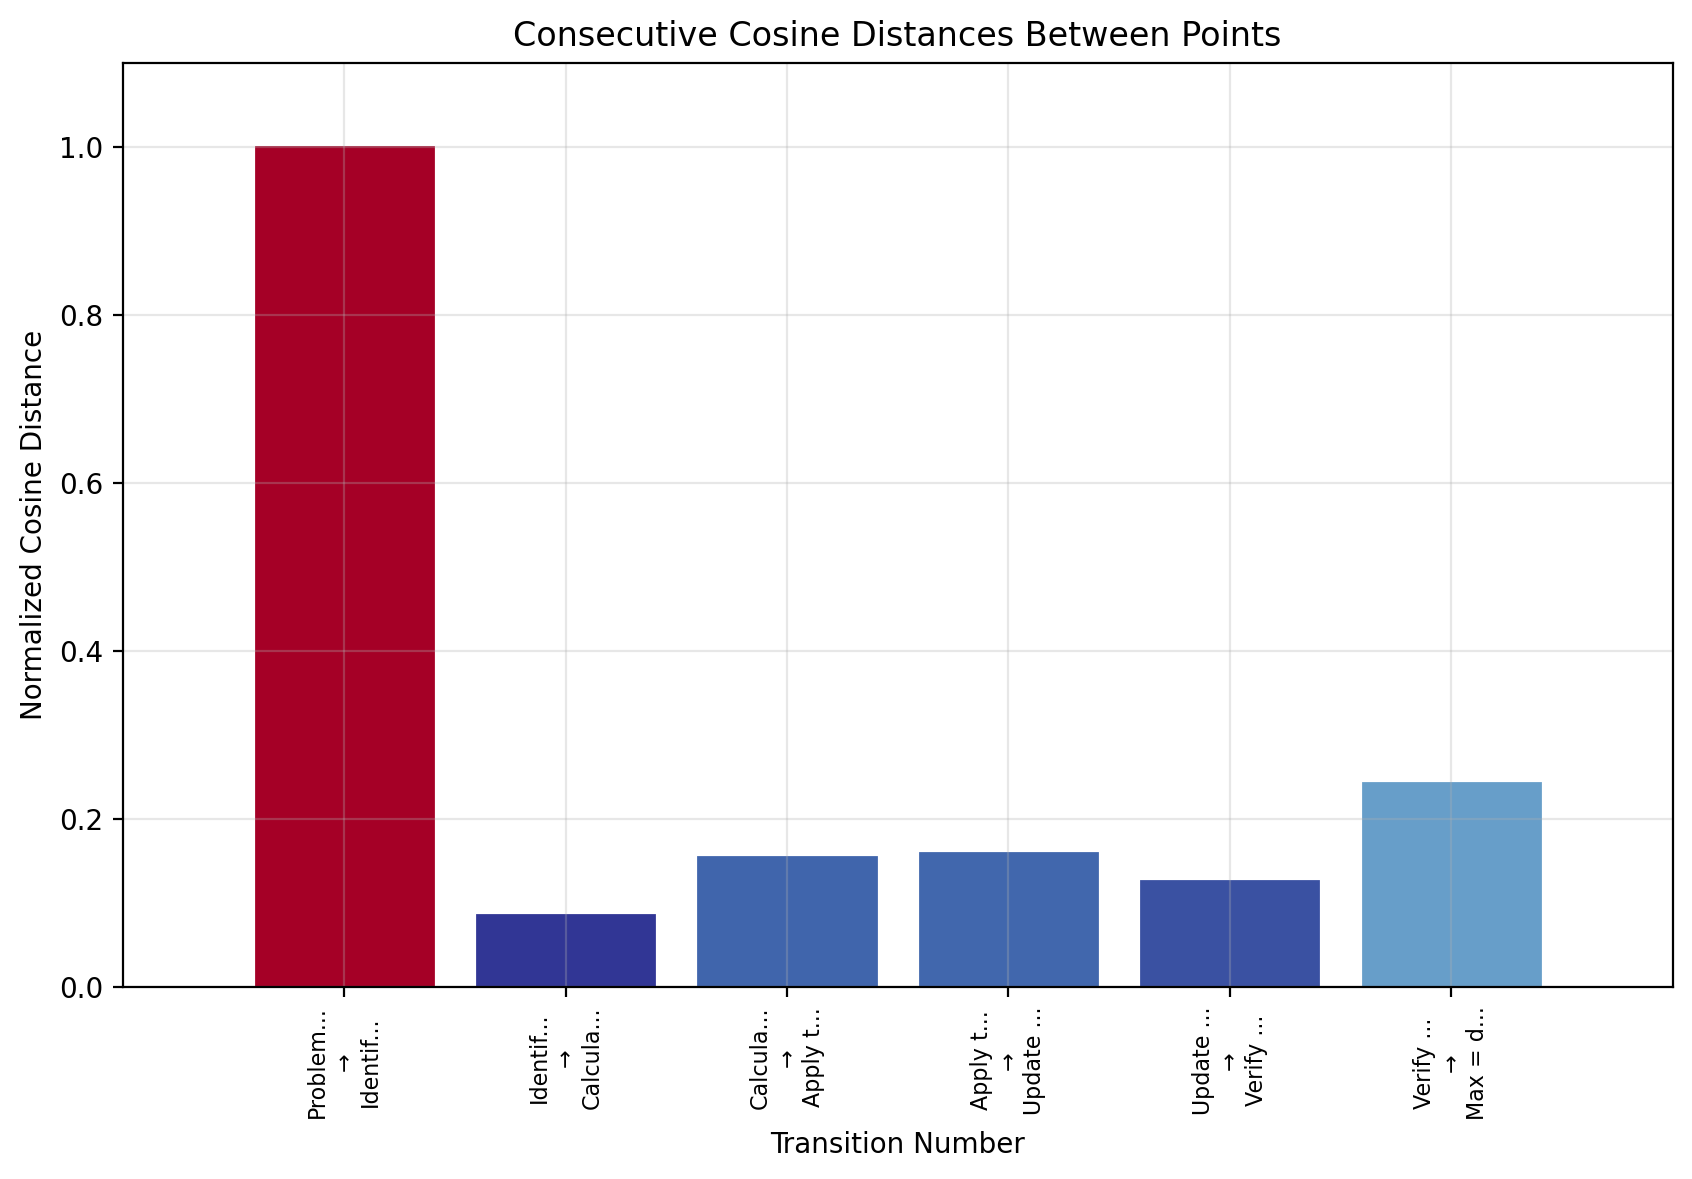 Consecutive Cosine Distances Between Points
Normalized Cosine Distance
1.0
0.8
0.6
0.4
0.2
0.0
Problem...
→
Identif...
Identif...
→
Calcula...
Calcula...
→
Apply t...
Apply t...
→
Update ...
Update ...
→
Verify ...
Verify ...
→
Max = d...
Transition Number